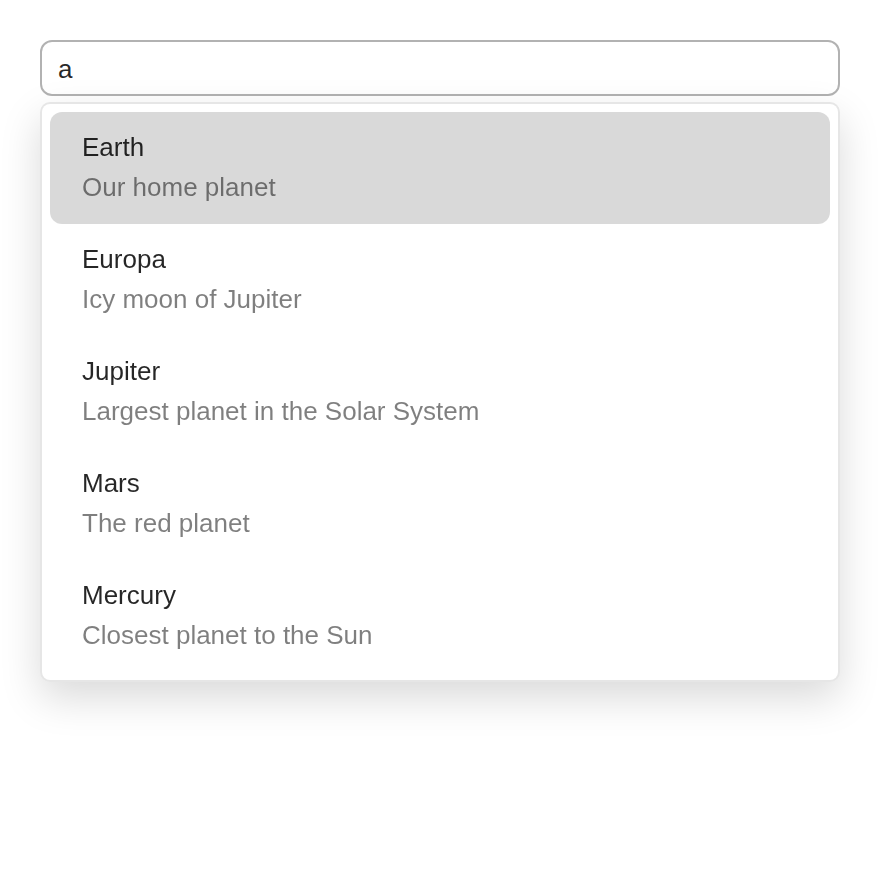 a
Earth
Our home planet
Europa
Icy moon of Jupiter
Jupiter
Largest planet in the Solar System
Mars
The red planet
Mercury
Closest planet to the Sun